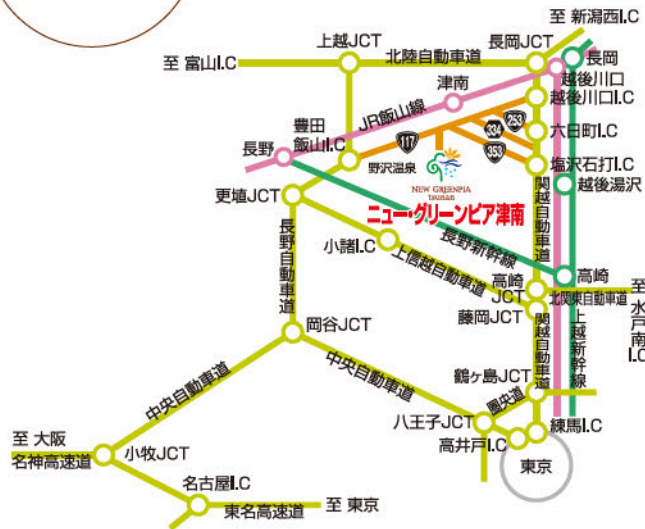 至 新潟西I.C
上越JCT
長岡JCT
至 富山I.C
北陸自動車道
長岡
越後川口
津南
JR飯山線
越後川口I.C
豊田
飯山I.C
117
253
334
353
六日町I.C
長野
野沢温泉
塩沢石打I.C
NEW GREENPIA
tsunan
ニュー・グリーンピア津南
越後湯沢
更埴JCT
関越自動車道
長野自動車道
小諸I.C
長野新幹線
上信越自動車道
高崎
高崎
JCT
北関東自動車道
至 水戸南I.C
藤岡JCT
関越自動車道
上越新幹線
岡谷JCT
中央自動車道
中央自動車道
鶴ヶ島JCT
圏央道
八王子JCT
高井戸I.C
練馬I.C
東京
至 大阪
名神高速道
小牧JCT
名古屋I.C
東名高速道
至 東京